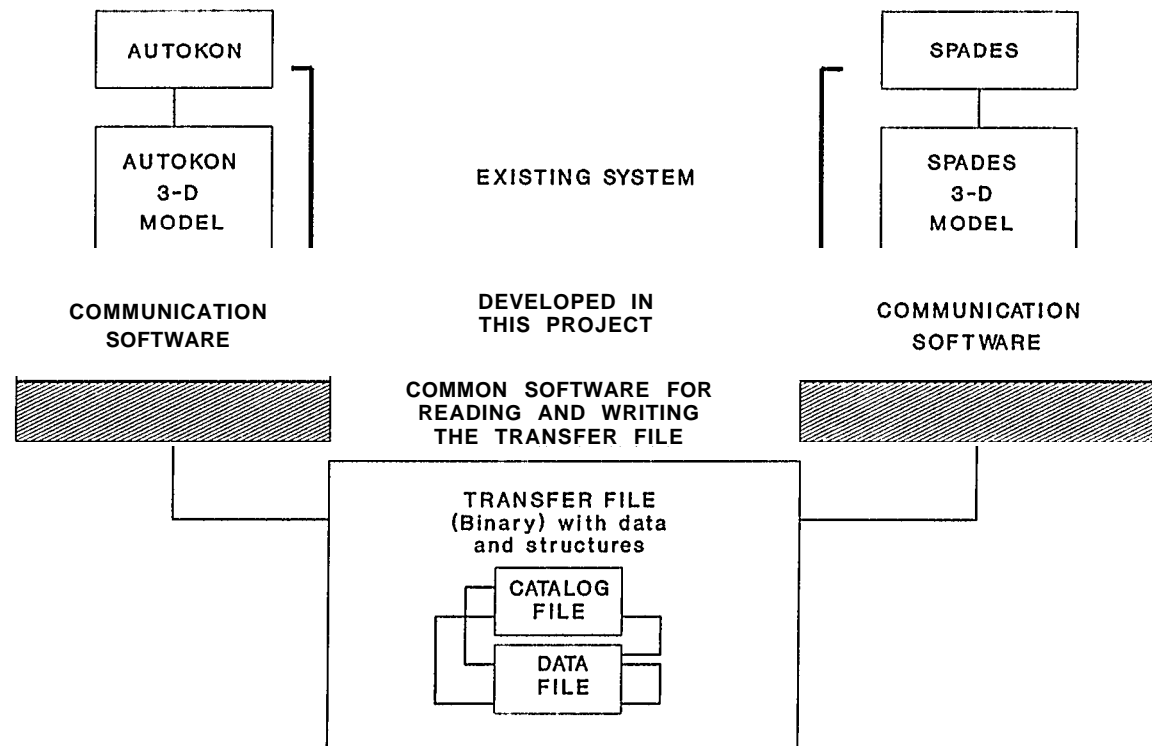 AUTOKON
SPADES
AUTOKON
3-D
MODEL
EXISTING SYSTEM
SPADES
3-D
MODEL
COMMUNICATION
SOFTWARE
DEVELOPED IN
THIS PROJECT
COMMUNICATION
SOFTWARE
COMMON SOFTWARE FOR
READING AND WRITING
THE TRANSFER FILE
TRANSFER FILE
(Binary) with data
and structures
CATALOG
FILE
DATA
FILE